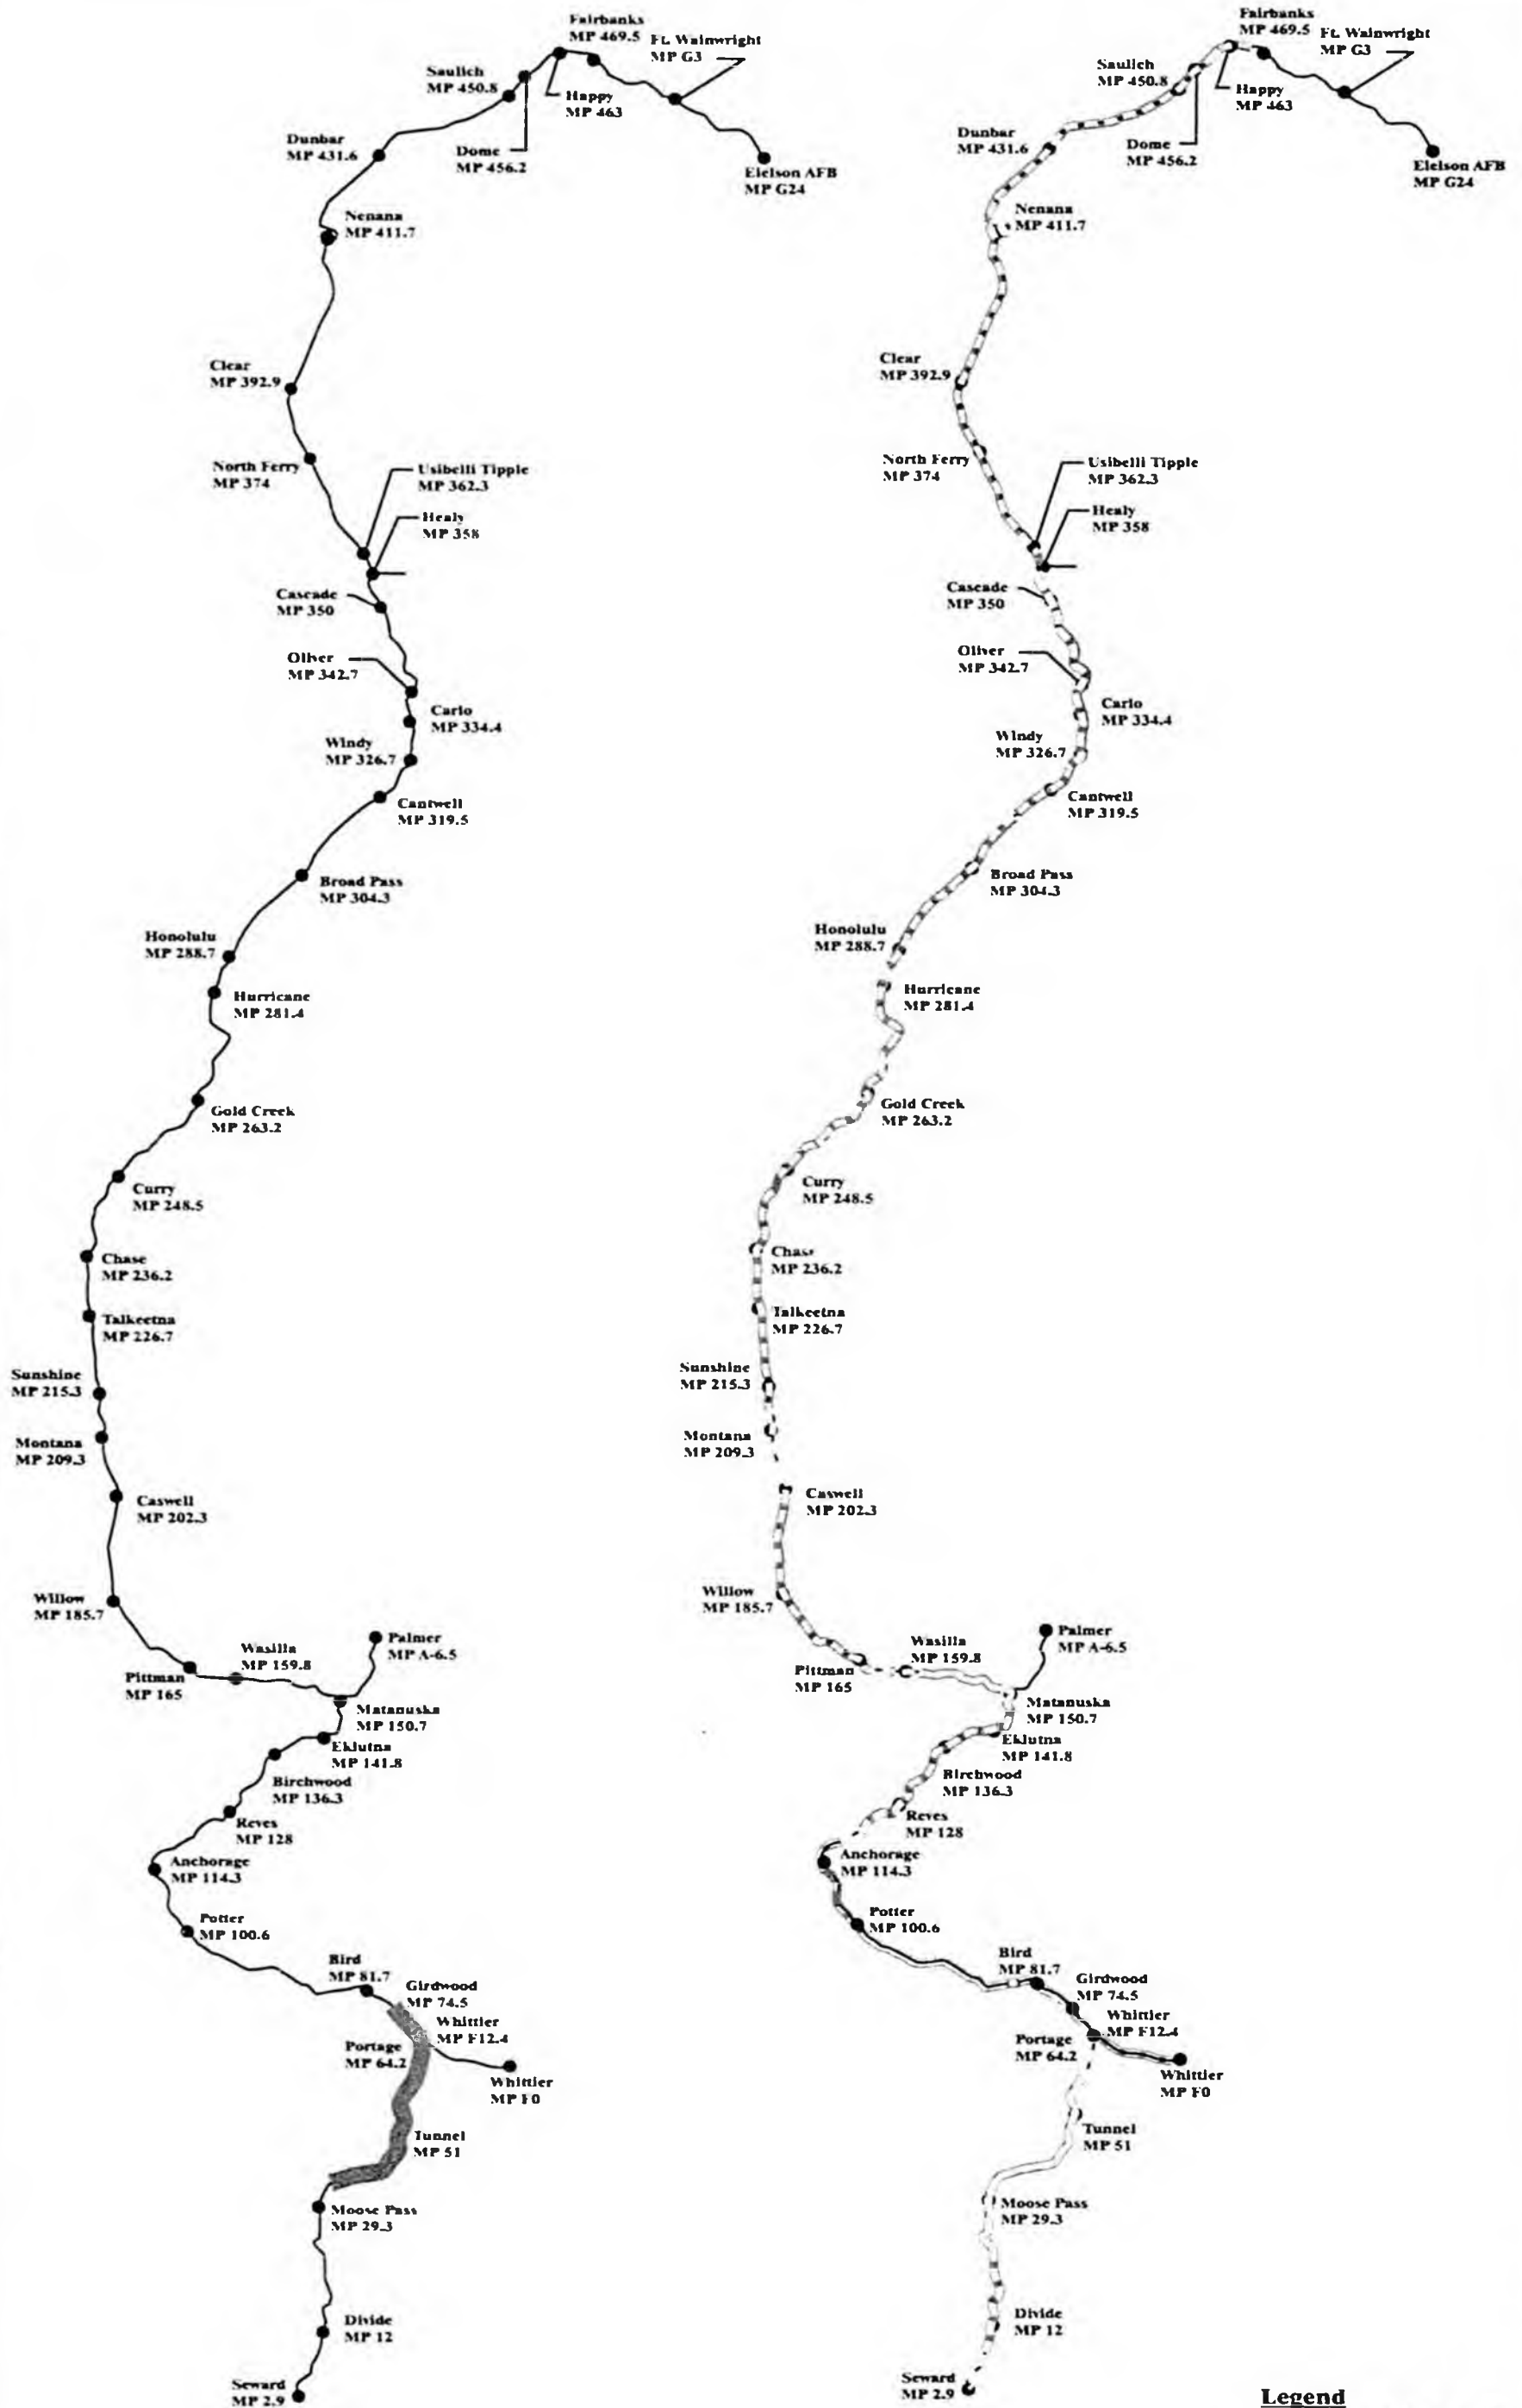 Fairbanks
MP 469.5
Ft. Wainwright
MP G3
Saulich
MP 450.8
Happy
MP 463
Dunbar
MP 431.6
Dome
MP 456.2
Eielson AFB
MP G24
Nenana
MP 411.7
Clear
MP 392.9
North Ferry
MP 374
Usibelli Tipple
MP 362.3
Healy
MP 358
Cascade
MP 350
Oliver
MP 342.7
Carlo
MP 334.4
Windy
MP 326.7
Cantwell
MP 319.5
Broad Pass
MP 304.3
Honolulu
MP 288.7
Hurricane
MP 281.4
Gold Creek
MP 263.2
Curry
MP 248.5
Chase
MP 236.2
Talkeetna
MP 226.7
Sunshine
MP 215.3
Montana
MP 209.3
Caswell
MP 202.3
Willow
MP 185.7
Wasilla
MP 159.8
Palmer
MP A-6.5
Pittman
MP 165
Matanuska
MP 150.7
Eklutna
MP 141.8
Birchwood
MP 136.3
Reves
MP 128
Anchorage
MP 114.3
Potter
MP 100.6
Bird
MP 81.7
Girdwood
MP 74.5
Whittier
MP F12.4
Portage
MP 64.2
Whittier
MP F0
Tunnel
MP 51
Moose Pass
MP 29.3
Divide
MP 12
Seward
MP 2.9
Fairbanks
MP 469.5
Ft. Wainwright
MP G3
Saulich
MP 450.8
Happy
MP 463
Dunbar
MP 431.6
Dome
MP 456.2
Eielson AFB
MP G24
Nenana
MP 411.7
Clear
MP 392.9
North Ferry
MP 374
Usibelli Tipple
MP 362.3
Healy
MP 358
Cascade
MP 350
Oliver
MP 342.7
Carlo
MP 334.4
Windy
MP 326.7
Cantwell
MP 319.5
Broad Pass
MP 304.3
Honolulu
MP 288.7
Hurricane
MP 281.4
Gold Creek
MP 263.2
Curry
MP 248.5
Chase
MP 236.2
Talkeetna
MP 226.7
Sunshine
MP 215.3
Montana
MP 209.3
Caswell
MP 202.3
Willow
MP 185.7
Wasilla
MP 159.8
Palmer
MP A-6.5
Pittman
MP 165
Matanuska
MP 150.7
Eklutna
MP 141.8
Birchwood
MP 136.3
Reves
MP 128
Anchorage
MP 114.3
Potter
MP 100.6
Bird
MP 81.7
Girdwood
MP 74.5
Whittier
MP F12.4
Portage
MP 64.2
Whittier
MP F0
Tunnel
MP 51
Moose Pass
MP 29.3
Divide
MP 12
Seward
MP 2.9
Legend